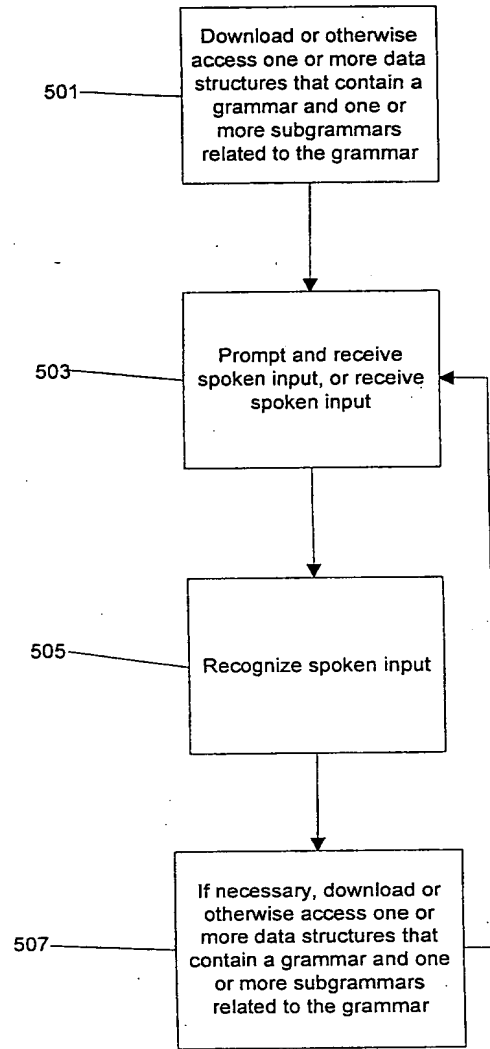 Download or otherwise
access one or more data
structures that contain a
grammar and one or
more subgrammars
related to the grammar
501
Prompt and receive
spoken input, or receive
spoken input
503
Recognize spoken input
505
If necessary, download or
otherwise access one or
more data structures that
contain a grammar and one
or more subgrammars
related to the grammar
507